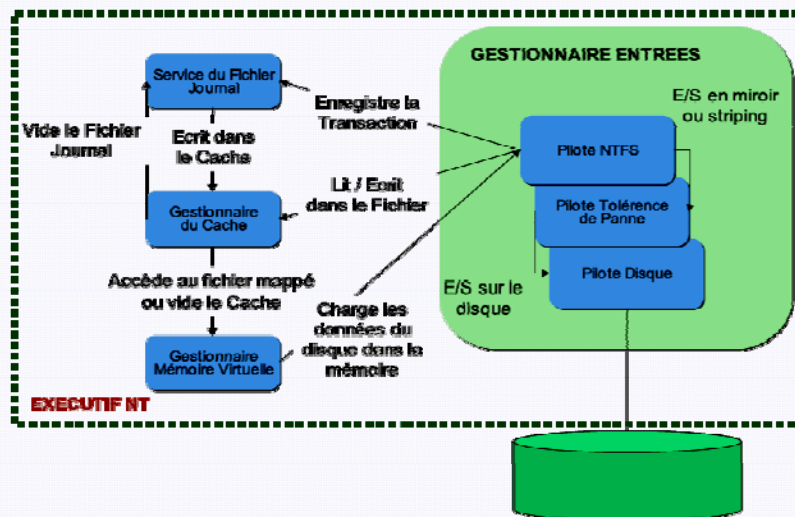 GESTIONNAIRE ENTREES
Service du Fichier
Journal
Enregistre la
Transaction
E/S en miroir
ou striping
Vide le Fichier
Journal
Ecrit dans
le Cache
Pilote NTFS
Lit / Ecrit
dans le Fichier
Gestionnaire
du Cache
Pilote Tolérence
de Panne
Pilote Disque
Accède au fichier mappé
ou vide le Cache
E/S sur le
disque
Charge les
données du
disque dans la
mémoire
Gestionnaire
Mémoire Virtuelle
EXECUTIF NT